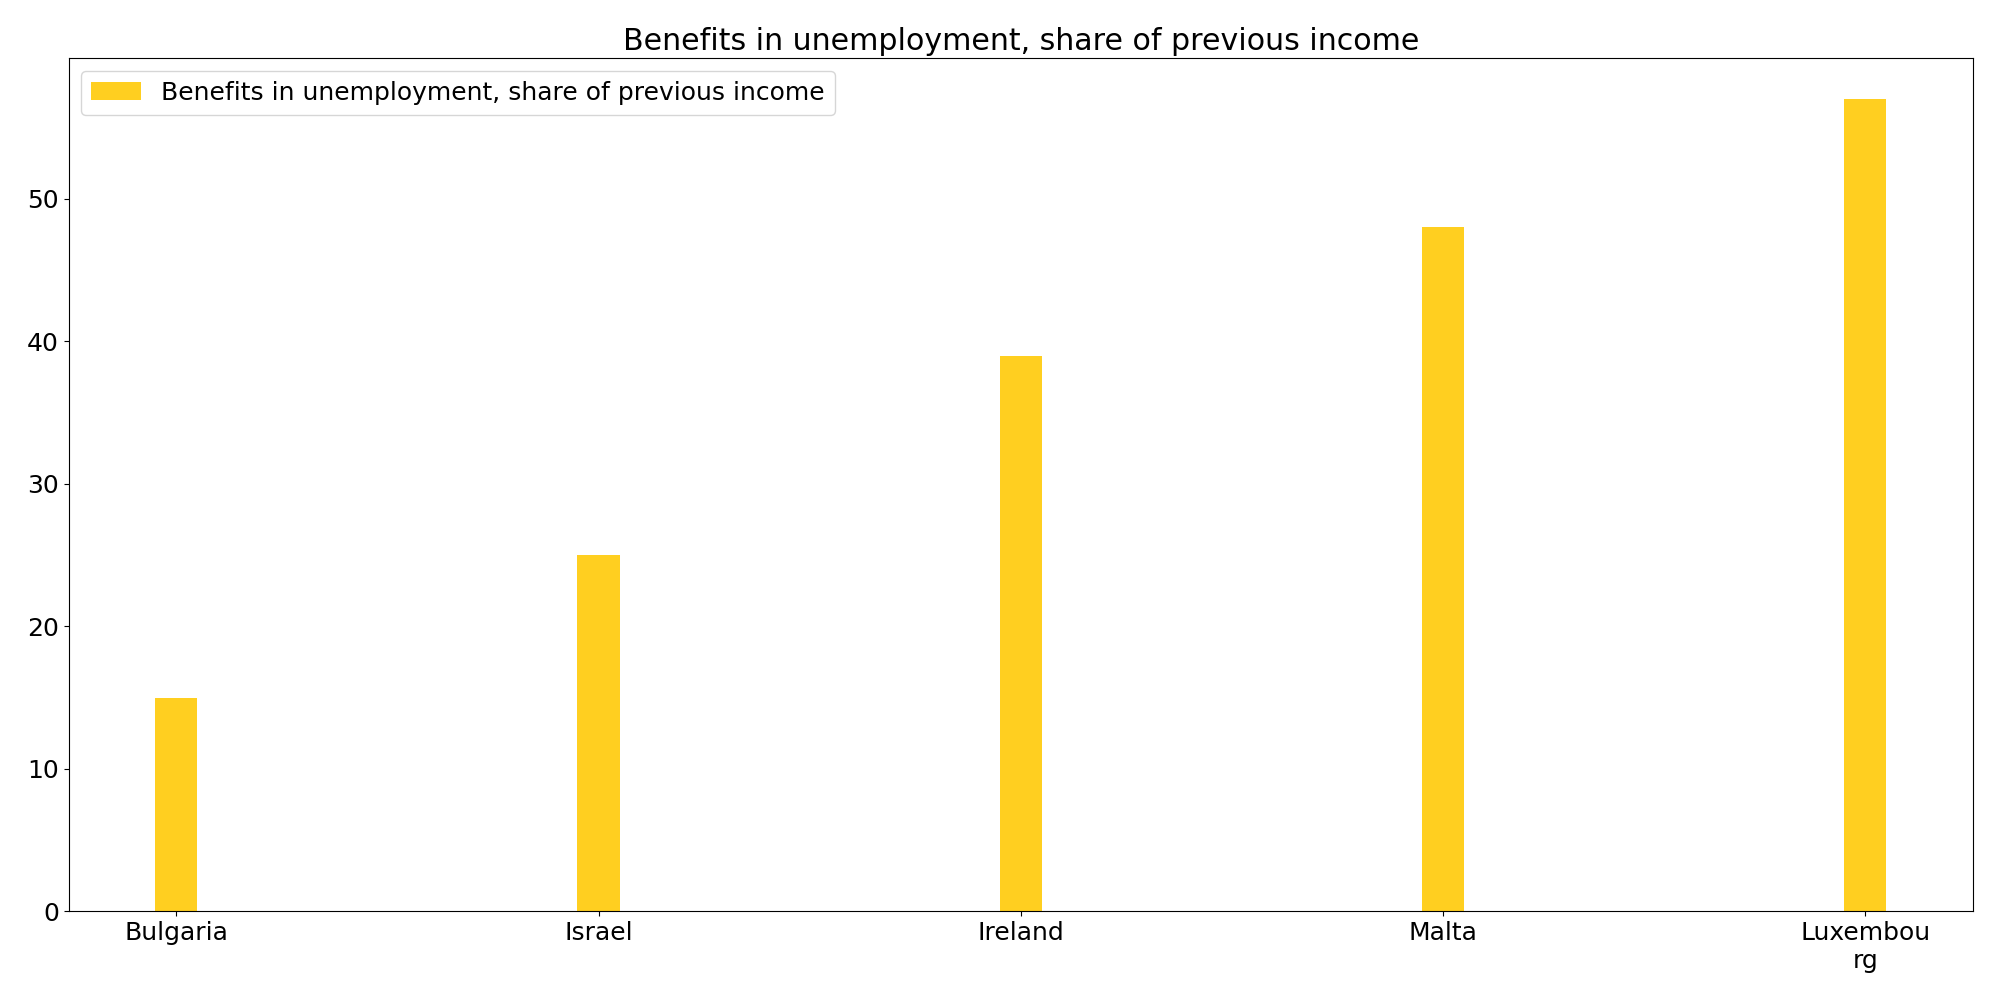 Benefits in unemployment, share of previous income
Benefits in unemployment, share of previous income
50
40
30
20
10
0
Bulgaria Israel Ireland Malta Luxembou
rg